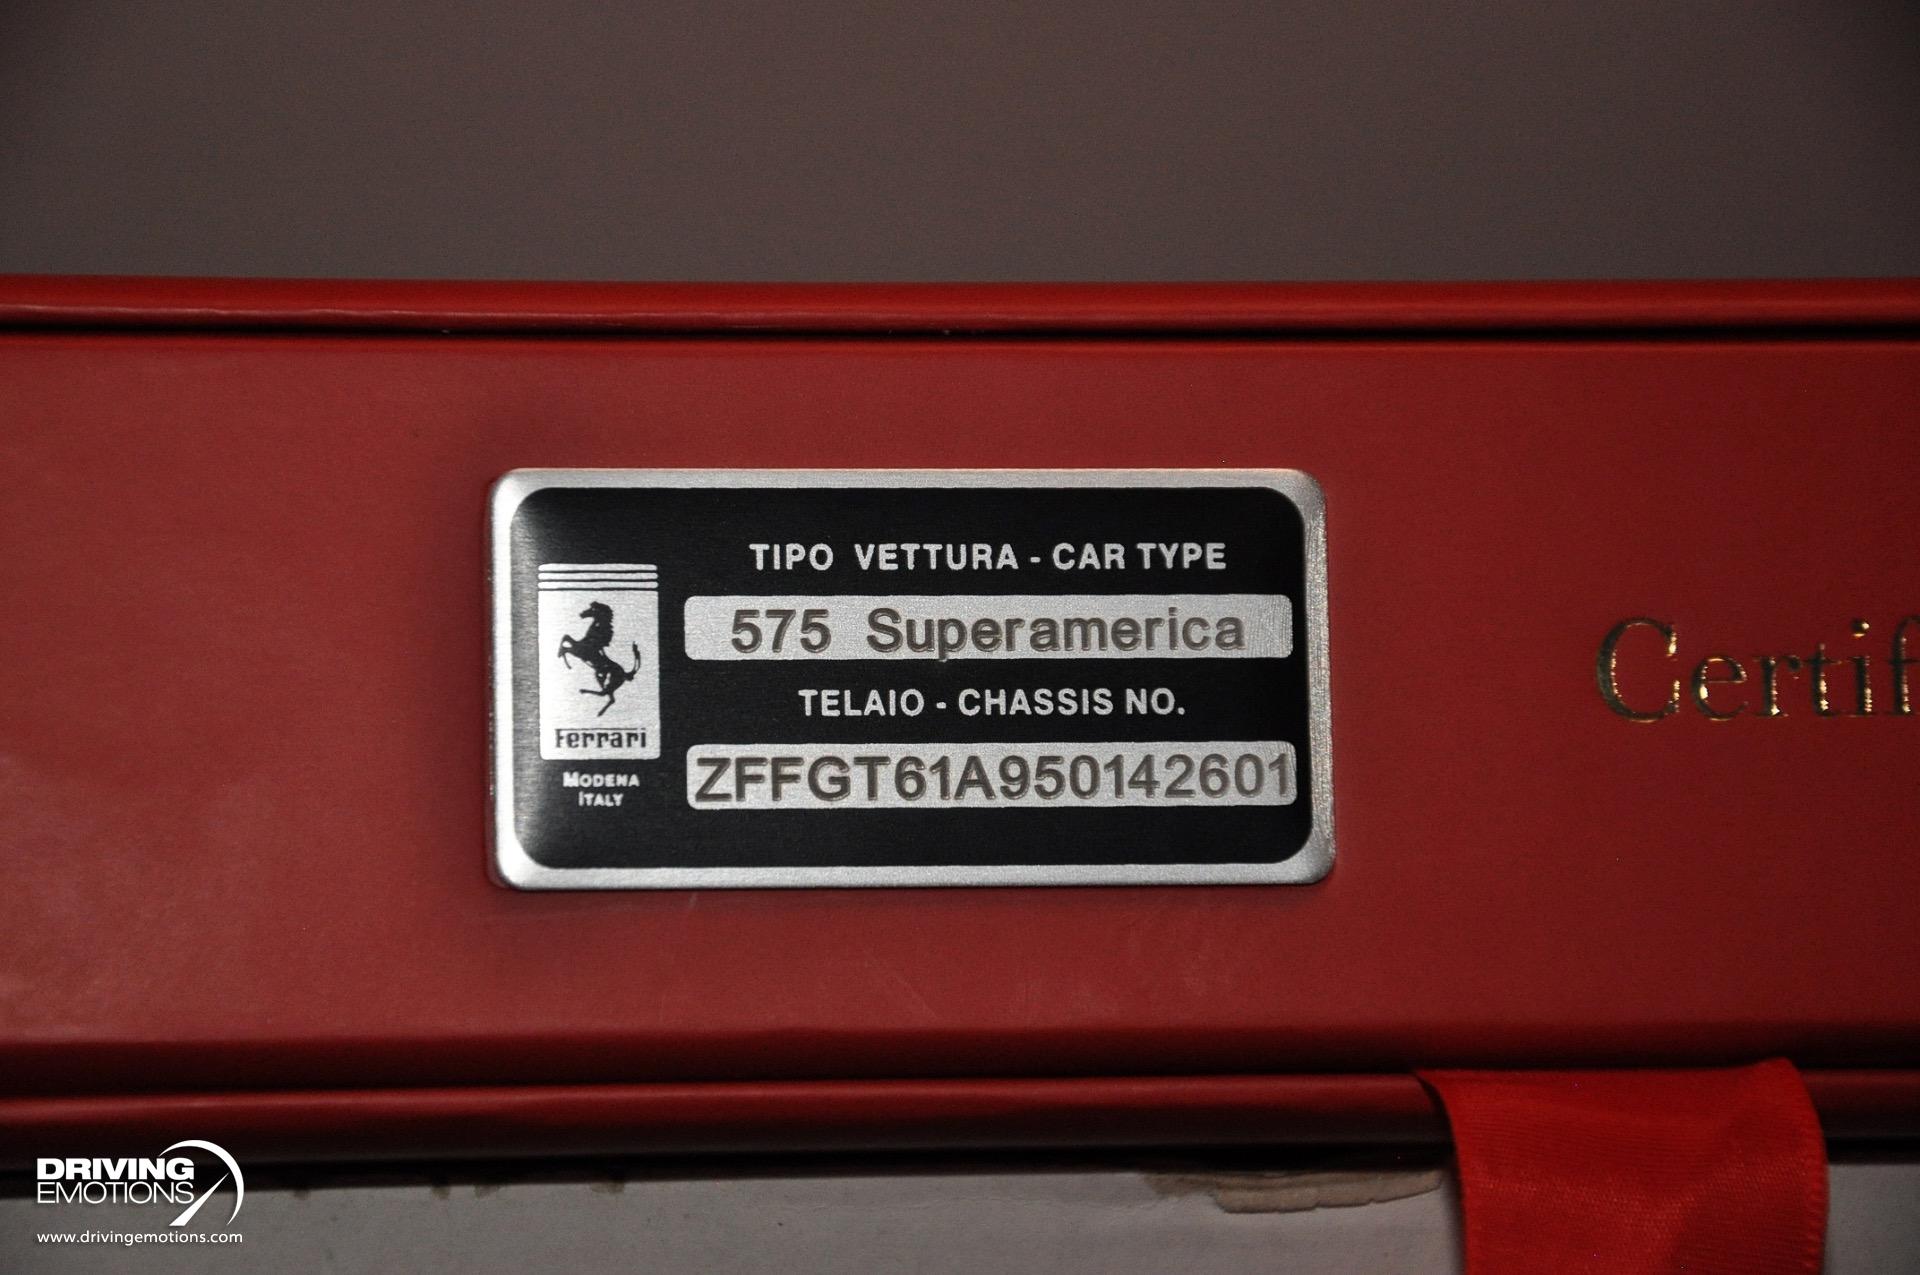 TIPO VETTURA - CAR TYPE
575 Superamerica
TELAIO - CHASSIS NO.
ZFFGT61A950142601
Ferrari
MODENA
ITALY
Certif
DRIVING
EMOTIONS
www.drivingemotions.com